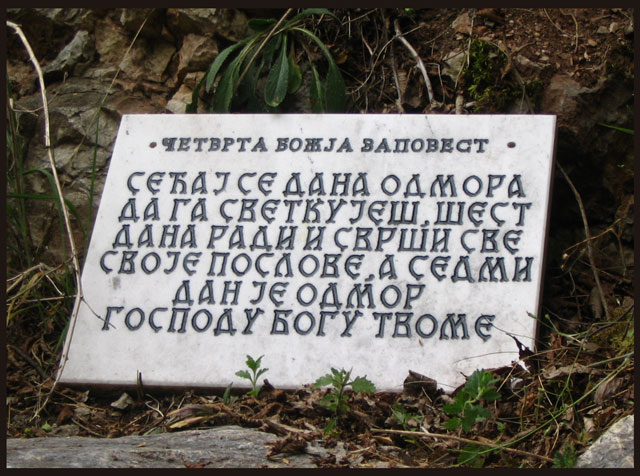 ЧЕТВРТА БОЖЈА ЗАПОВЕСТ
СЕЋАЈ СЕ ДАНА ОДМОРА
ДА ГА СВЕТКУЈЕШ, ШЕСТ
ДАНА РАДИ И СВРШИ СВЕ
СВОЈЕ ПОСЛОВЕ, А СЕДМИ
ДАН ЈЕ ОДМОР
ГОСПОДУ БОГУ ТВОМЕ